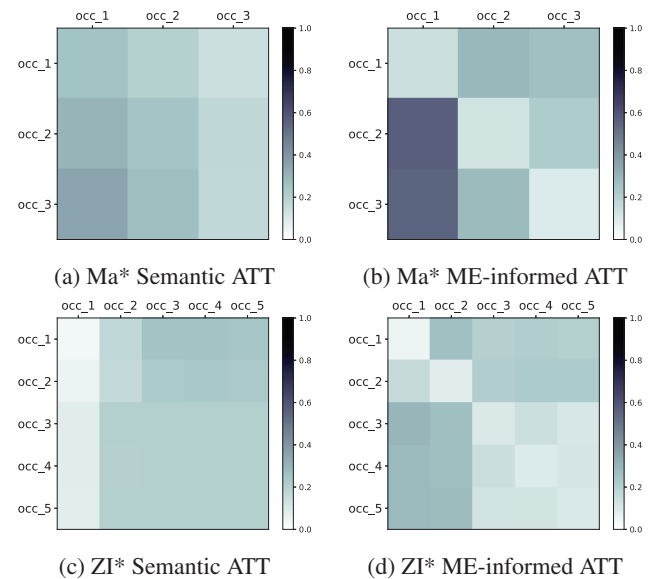 occ_1 occ_2 occ_3
occ_1
occ_2
occ_3
1.0
0.8
0.6
0.4
0.2
0.0
(a) Ma* Semantic ATT
occ_1 occ_2 occ_3
occ_1
occ_2
occ_3
1.0
0.8
0.6
0.4
0.2
0.0
(b) Ma* ME-informed ATT
occ_1 occ_2 occ_3 occ_4 occ_5
occ_1
occ_2
occ_3
occ_4
occ_5
1.0
0.8
0.6
0.4
0.2
0.0
(c) ZI* Semantic ATT
occ_1 occ_2 occ_3 occ_4 occ_5
occ_1
occ_2
occ_3
occ_4
occ_5
1.0
0.8
0.6
0.4
0.2
0.0
(d) ZI* ME-informed ATT